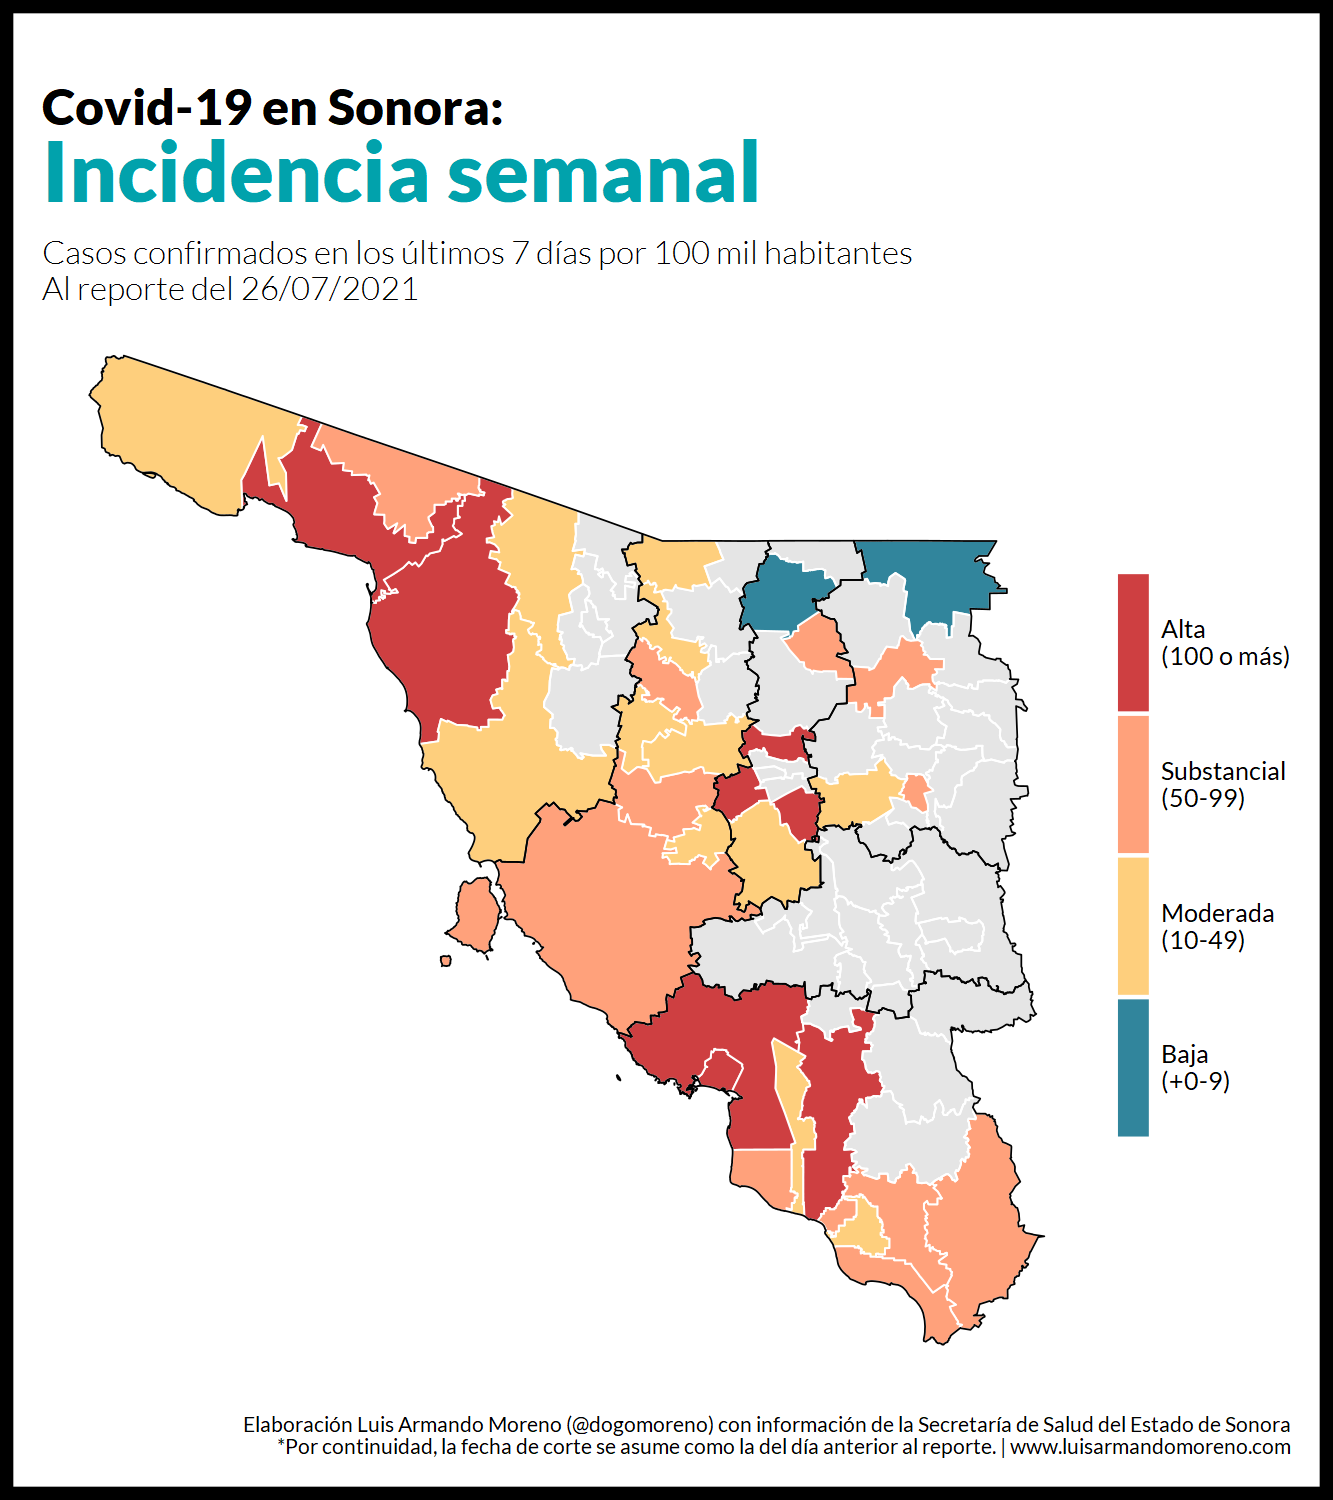 Covid-19 en Sonora:
Incidencia semanal
Casos confirmados en los últimos 7 días por 100 mil habitantes
Al reporte del 26/07/2021
Alta
(100 o más)
Substancial
(50-99)
Moderada
(10-49)
Baja
(+0-9)
Elaboración Luis Armando Moreno (@dogomoreno) con información de la Secretaría de Salud del Estado de Sonora
*Por continuidad, la fecha de corte se asume como la del día anterior al reporte. | www.luisarmandomoreno.com